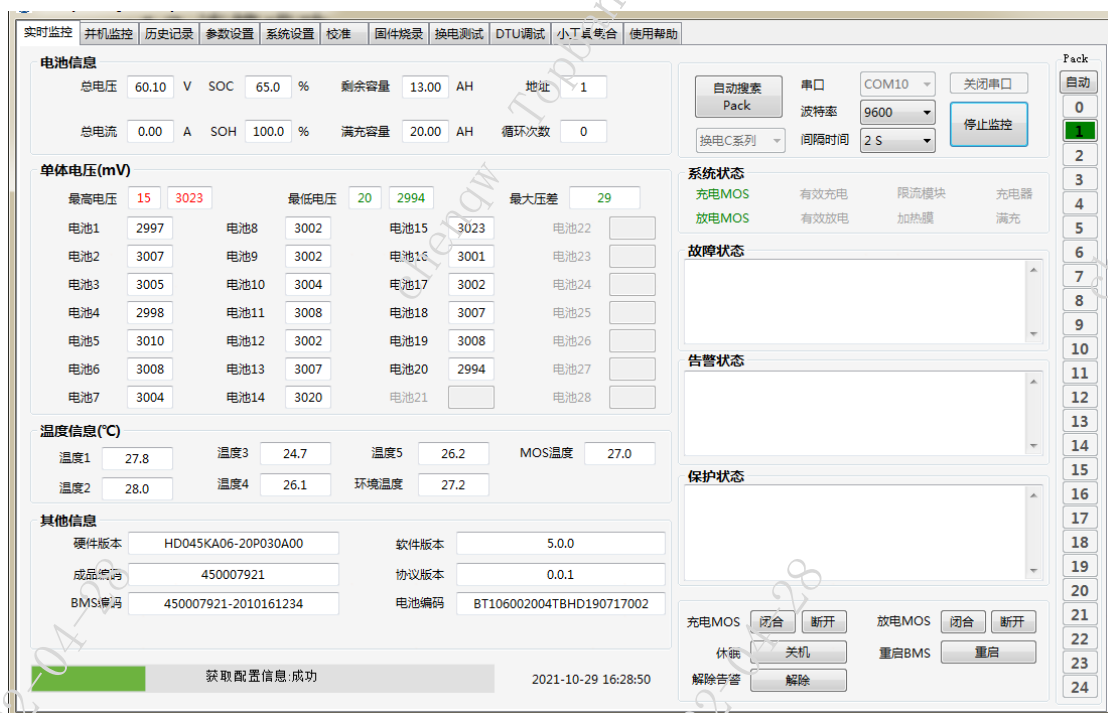 实时监控 并机监控 历史记录 参数设置 系统设置 校准 固件烧录 换电测试 DTU调试 小工具集合 使用帮助
电池信息
总电压 60.10 V SOC 65.0 % 剩余容量 13.00 AH 地址 1
总电流 0.00 A SOH 100.0 % 满充容量 20.00 AH 循环次数 0
单体电压(mV)
最高电压 15 3023 最低电压 20 2994 最大压差 29
电池1 2997 电池8 3002 电池15 3023 电池22
电池2 3007 电池9 3002 电池16 3001 电池23
电池3 3005 电池10 3004 电池17 3002 电池24
电池4 2998 电池11 3008 电池18 3007 电池25
电池5 3010 电池12 3002 电池19 3008 电池26
电池6 3008 电池13 3007 电池20 2994 电池27
电池7 3004 电池14 3020 电池21 电池28
温度信息(℃)
温度1 27.8 温度3 24.7 温度5 26.2 MOS温度 27.0
温度2 28.0 温度4 26.1 环境温度 27.2
其他信息
硬件版本 HD045KA06-20P030A00 软件版本 5.0.0
成品编码 450007921 协议版本 0.0.1
BMS编码 450007921-2010161234 电池编码 BT106002004TBHD190717002
获取配置信息:成功 2021-10-29 16:28:50
自动搜素
Pack
串口 COM10 关闭串口
波特率 9600 停止监控
换电C系列 间隔时间 2 S
系统状态
充电MOS 有效充电 限流模块 充电器
放电MOS 有效放电 加热膜 满充
故障状态
告警状态
保护状态
充电MOS 闭合 断开 放电MOS 闭合 断开
休眠 关机 重启BMS 重启
解除告警 解除
Pack
自动
0
1
2
3
4
5
6
7
8
9
10
11
12
13
14
15
16
17
18
19
20
21
22
23
24
Topban
chenqw
2-04-28
2-04-28